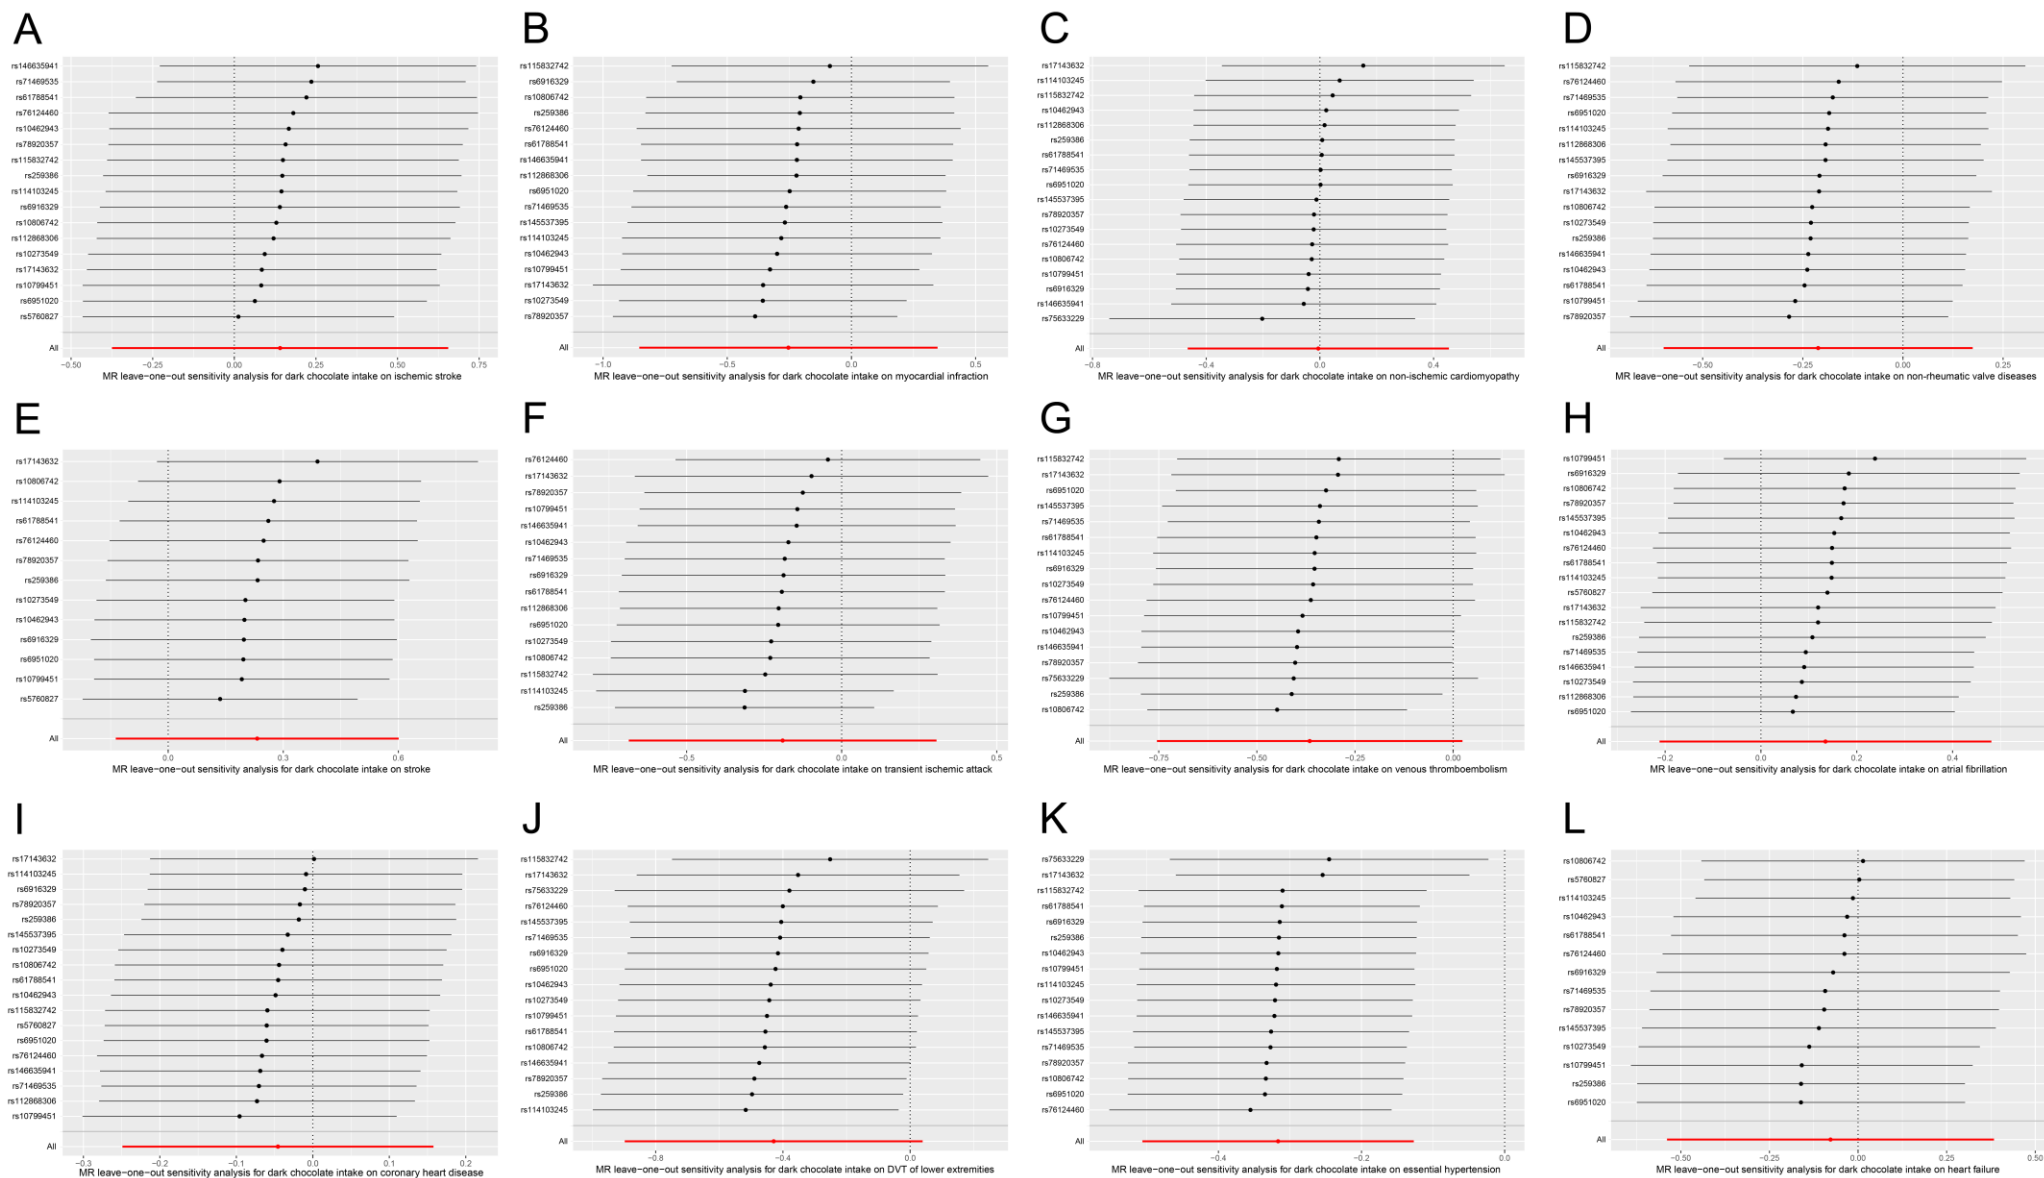 A
rs146635941
rs71469535
rs61788541
rs76124460
rs10462943
rs78920357
rs115832742
rs259386
rs114103245
rs6916329
rs10806742
rs112868306
rs10273549
rs17143632
rs10799451
rs6951020
rs5760827
All
−0.50 −0.25 0.00 0.25 0.50 0.75
MR leave−one−out sensitivity analysis for dark chocolate intake on ischemic stroke
B
rs115832742
rs6916329
rs10806742
rs259386
rs76124460
rs61788541
rs146635941
rs112868306
rs6951020
rs71469535
rs145537395
rs114103245
rs10462943
rs10799451
rs17143632
rs10273549
rs78920357
All
−1.0 −0.5 0.0 0.5
MR leave−one−out sensitivity analysis for dark chocolate intake on myocardial infraction
C
rs17143632
rs114103245
rs115832742
rs10462943
rs112868306
rs259386
rs61788541
rs71469535
rs6951020
rs145537395
rs78920357
rs10273549
rs76124460
rs10806742
rs10799451
rs6916329
rs146635941
rs75633229
All
−0.8 −0.4 0.0 0.4
MR leave−one−out sensitivity analysis for dark chocolate intake on non−ischemic cardiomyopathy
D
rs115832742
rs76124460
rs71469535
rs6951020
rs114103245
rs112868306
rs145537395
rs6916329
rs17143632
rs10806742
rs10273549
rs259386
rs146635941
rs10462943
rs61788541
rs10799451
rs78920357
All
−0.50 −0.25 0.00 0.25
MR leave−one−out sensitivity analysis for dark chocolate intake on non−rheumatic valve diseases
E
rs17143632
rs10806742
rs114103245
rs61788541
rs76124460
rs78920357
rs259386
rs10273549
rs10462943
rs6916329
rs6951020
rs10799451
rs5760827
All
0.0 0.3 0.6
MR leave−one−out sensitivity analysis for dark chocolate intake on stroke
F
rs76124460
rs17143632
rs78920357
rs10799451
rs146635941
rs10462943
rs71469535
rs6916329
rs61788541
rs112868306
rs6951020
rs10273549
rs10806742
rs115832742
rs114103245
rs259386
All
−0.5 0.0 0.5
MR leave−one−out sensitivity analysis for dark chocolate intake on transient ischemic attack
G
rs115832742
rs17143632
rs6951020
rs145537395
rs71469535
rs61788541
rs114103245
rs6916329
rs10273549
rs76124460
rs10799451
rs10462943
rs146635941
rs78920357
rs75633229
rs259386
rs10806742
All
−0.75 −0.50 −0.25 0.00
MR leave−one−out sensitivity analysis for dark chocolate intake on venous thromboembolism
H
rs10799451
rs6916329
rs10806742
rs78920357
rs145537395
rs10462943
rs76124460
rs61788541
rs114103245
rs5760827
rs17143632
rs115832742
rs259386
rs71469535
rs146635941
rs10273549
rs112868306
rs6951020
All
−0.2 0.0 0.2 0.4
MR leave−one−out sensitivity analysis for dark chocolate intake on atrial fibrillation
I
rs17143632
rs114103245
rs6916329
rs78920357
rs259386
rs145537395
rs10273549
rs10806742
rs61788541
rs10462943
rs115832742
rs5760827
rs6951020
rs76124460
rs146635941
rs71469535
rs112868306
rs10799451
All
−0.3 −0.2 −0.1 0.0 0.1 0.2
MR leave−one−out sensitivity analysis for dark chocolate intake on coronary heart disease
J
rs115832742
rs17143632
rs75633229
rs76124460
rs145537395
rs71469535
rs6916329
rs6951020
rs10462943
rs10273549
rs10799451
rs61788541
rs10806742
rs146635941
rs78920357
rs259386
rs114103245
All
−0.8 −0.4 0.0
MR leave−one−out sensitivity analysis for dark chocolate intake on DVT of lower extremities
K
rs75633229
rs17143632
rs115832742
rs61788541
rs6916329
rs259386
rs10462943
rs10799451
rs114103245
rs10273549
rs146635941
rs145537395
rs71469535
rs78920357
rs10806742
rs6951020
rs76124460
All
−0.4 −0.2 0.0
MR leave−one−out sensitivity analysis for dark chocolate intake on essential hypertension
L
rs10806742
rs5760827
rs114103245
rs10462943
rs61788541
rs76124460
rs6916329
rs71469535
rs78920357
rs145537395
rs10273549
rs10799451
rs259386
rs6951020
All
−0.50 −0.25 0.00 0.25 0.50
MR leave−one−out sensitivity analysis for dark chocolate intake on heart failure